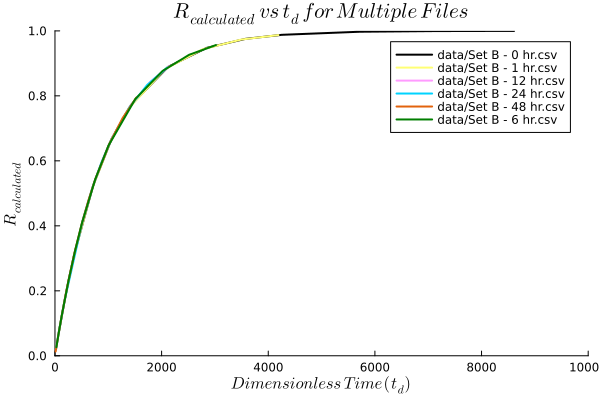 R_calculated vs t_d for Multiple Files
1.0
0.8
0.6
0.4
0.2
0.0
R_calculated
data/Set B - 0 hr.csv
data/Set B - 1 hr.csv
data/Set B - 12 hr.csv
data/Set B - 24 hr.csv
data/Set B - 48 hr.csv
data/Set B - 6 hr.csv
0 2000 4000 6000 8000 1000
Dimensionless Time (t_d)